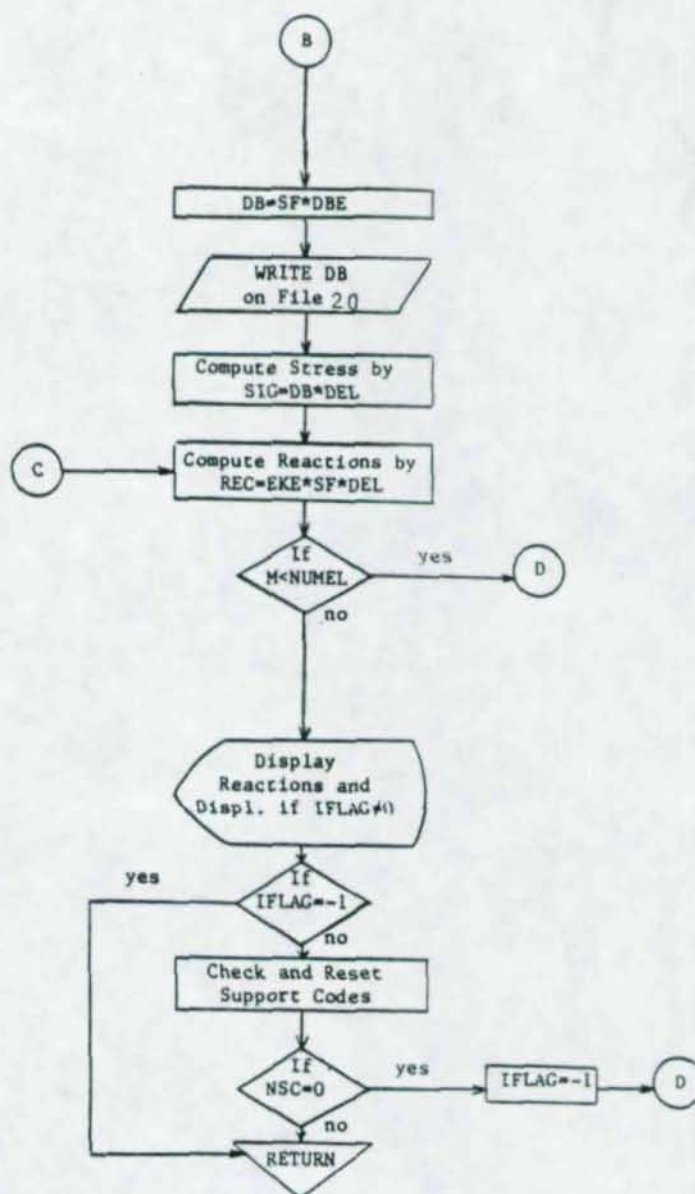 B
DB=SF*DBE
WRITE DB
on File 20
Compute Stress by
SIG=DB*DEL
C
Compute Reactions by
REC=EKE*SF*DEL
If
M<NUMEL
yes
D
no
Display
Reactions and
Displ. if IFLAG≠0
yes
If
IFLAG=-1
no
Check and Reset
Support Codes
If
NSC=0
yes
IFLAG=-1
D
no
RETURN